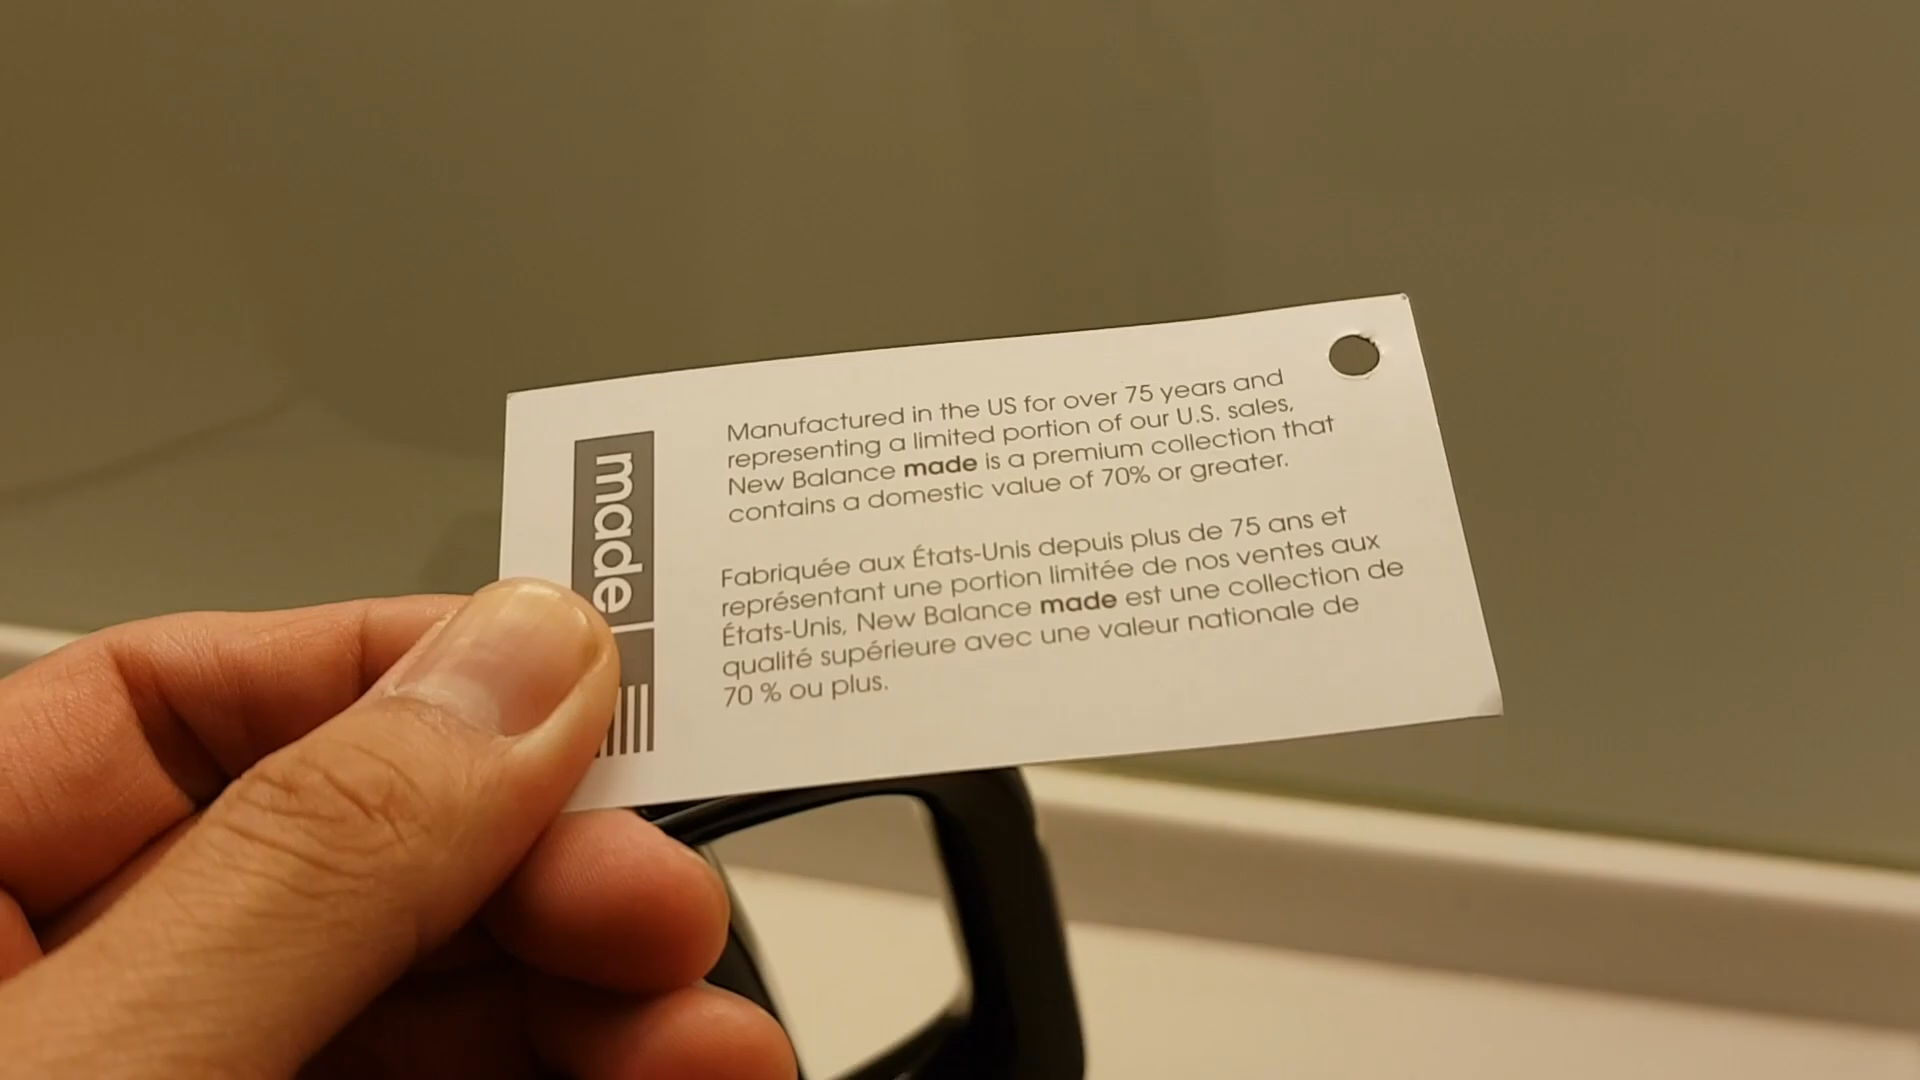 made
Manufactured in the US for over 75 years and
representing a limited portion of our U.S. sales,
New Balance made is a premium collection that
contains a domestic value of 70% or greater.
Fabriquée aux États-Unis depuis plus de 75 ans et
représentant une portion limitée de nos ventes aux
États-Unis, New Balance made est une collection de
qualité supérieure avec une valeur nationale de
70 % ou plus.